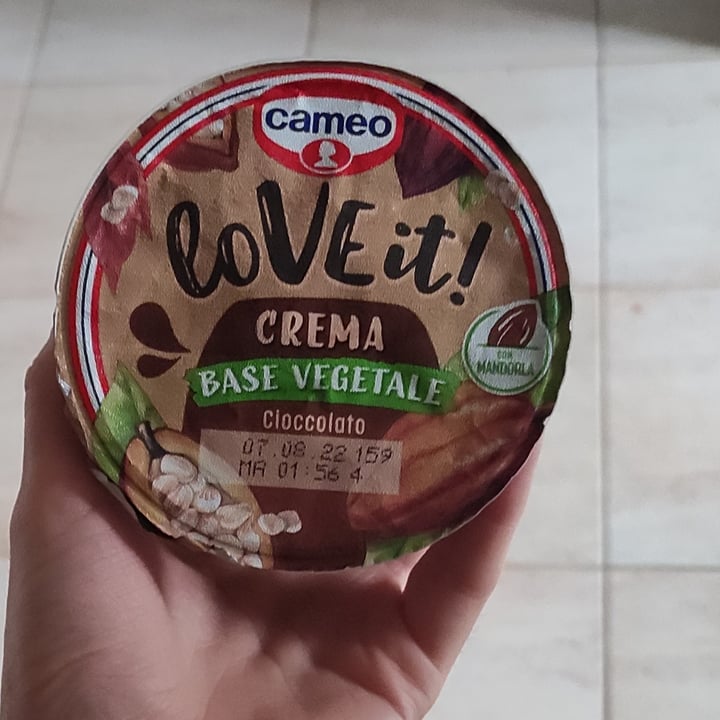 cameo
loVE it!
CREMA
BASE VEGETALE
CON
MANDORLA
Cioccolato
07.08.22 159
MA 01:56 4